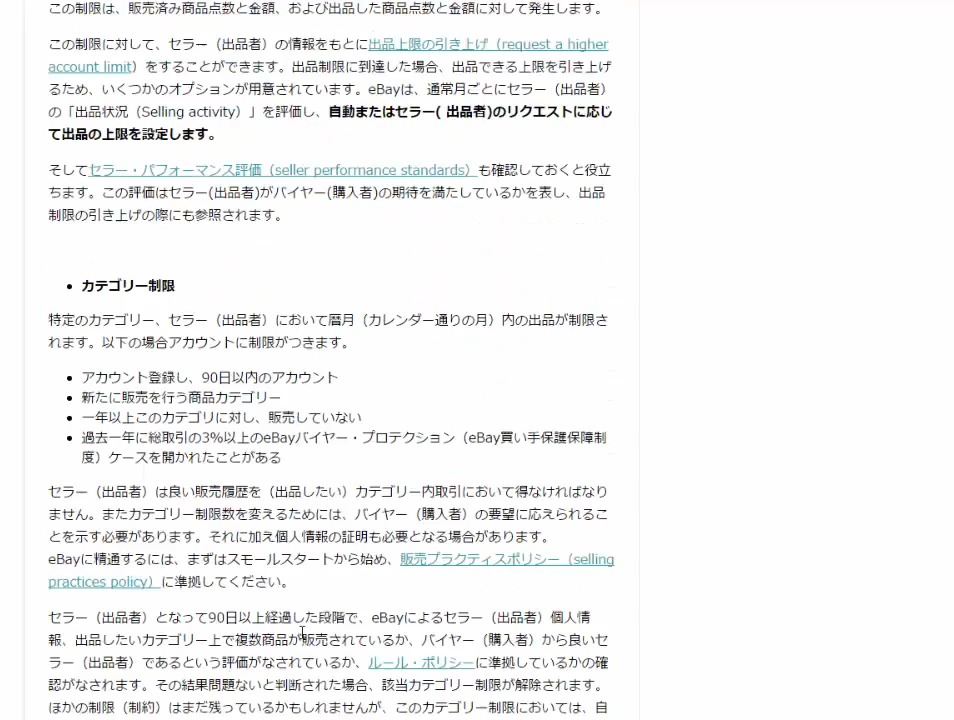 この制限は、販売済み商品点数と金額、および出品した商品点数と金額に対して発生します。
この制限に対して、セラー（出品者）の情報をもとに出品上限の引き上げ（request a higher
account limit）をすることができます。出品制限に到達した場合、出品できる上限を引き上げ
るため、いくつかのオプションが用意されています。eBayは、通常月ごとにセラー（出品者）
の「出品状況（Selling activity）」を評価し、自動またはセラー( 出品者)のリクエストに応じ
て出品の上限を設定します。
そしてセラー・パフォーマンス評価（seller performance standards）も確認しておくと役立
ちます。この評価はセラー(出品者)がバイヤー(購入者)の期待を満たしているかを表し、出品
制限の引き上げの際にも参照されます。
• カテゴリー制限
特定のカテゴリー、セラー（出品者）において暦月（カレンダー通りの月）内の出品が制限さ
れます。以下の場合アカウントに制限がつきます。
• アカウント登録し、90日以内のアカウント
• 新たに販売を行う商品カテゴリー
• 一年以上このカテゴリに対し、販売していない
• 過去一年に総取引の3%以上のeBayバイヤー・プロテクション（eBay買い手保護保障制
度）ケースを開かれたことがある
セラー（出品者）は良い販売履歴を（出品したい）カテゴリー内取引において得なければなり
ません。またカテゴリー制限数を変えるためには、バイヤー（購入者）の要望に応えられるこ
とを示す必要があります。それに加え個人情報の証明も必要となる場合があります。
eBayに精通するには、まずはスモールスタートから始め、販売プラクティスポリシー（selling
practices policy）に準拠してください。
セラー（出品者）となって90日以上経過した段階で、eBayによるセラー（出品者）個人情
報、出品したいカテゴリー上で複数商品が販売されているか、バイヤー（購入者）から良いセ
ラー（出品者）であるという評価がなされているか、ルール・ポリシーに準拠しているかの確
認がなされます。その結果問題ないと判断された場合、該当カテゴリー制限が解除されます。
ほかの制限（制約）はまだ残っているかもしれませんが、このカテゴリー制限においては、自